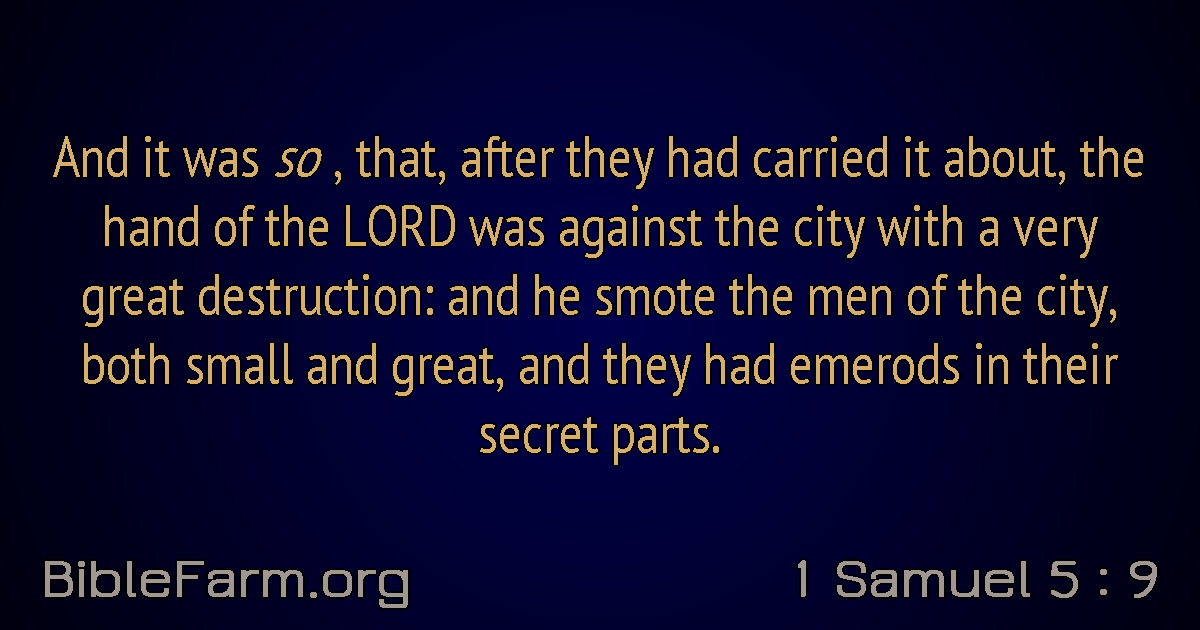 And it was so , that, after they had carried it about, the
hand of the LORD was against the city with a very
great destruction: and he smote the men of the city,
both small and great, and they had emerods in their
secret parts.
BibleFarm.org
1 Samuel 5 : 9